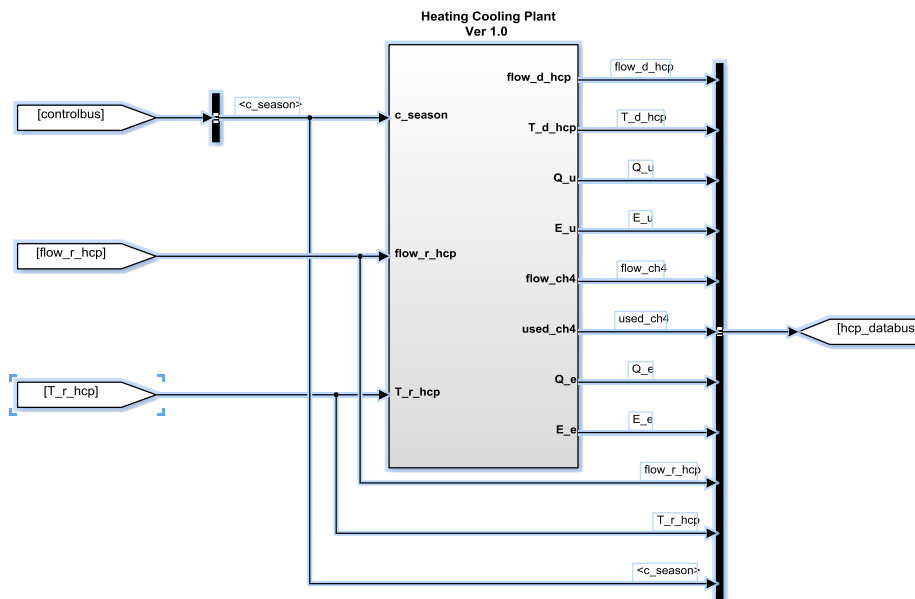 Heating Cooling Plant
Ver 1.0
[controlbus]
<c_season>
c_season
[flow_r_hcp]
flow_r_hcp
[T_r_hcp]
T_r_hcp
flow_d_hcp
flow_d_hcp
T_d_hcp
T_d_hcp
Q_u
Q_u
E_u
E_u
flow_ch4
flow_ch4
used_ch4
used_ch4
Q_e
Q_e
E_e
E_e
flow_r_hcp
T_r_hcp
<c_season>
[hcp_databus